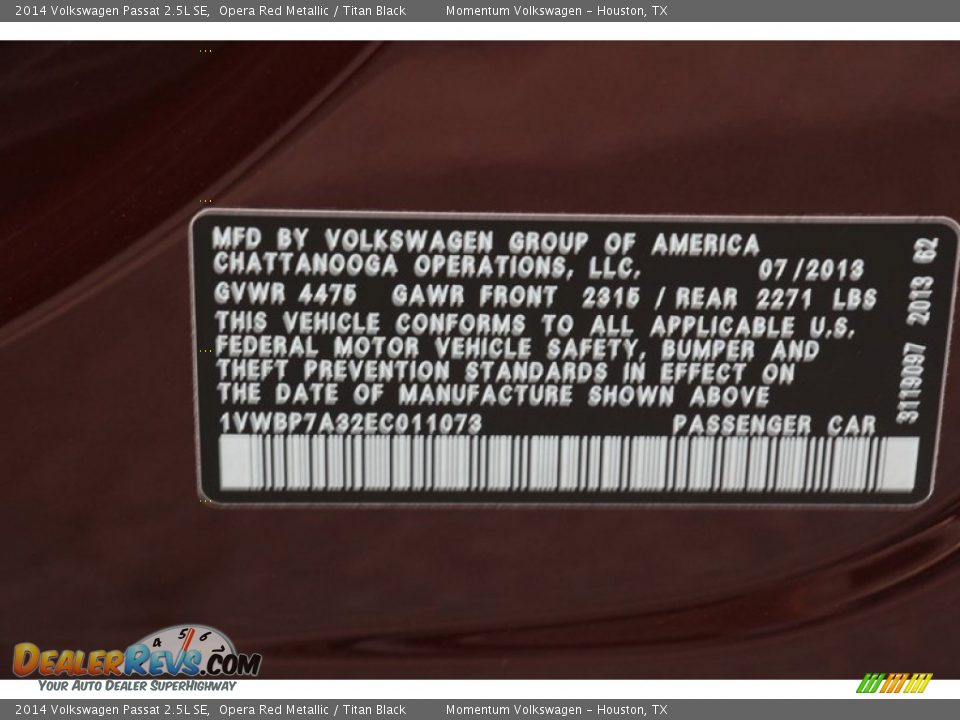 2014 Volkswagen Passat 2.5L SE, Opera Red Metallic / Titan Black Momentum Volkswagen - Houston, TX
MFD BY VOLKSWAGEN GROUP OF AMERICA
CHATTANOOGA OPERATIONS, LLC. 07/2013
GVWR 4475 GAWR FRONT 2315 / REAR 2271 LBS
THIS VEHICLE CONFORMS TO ALL APPLICABLE U.S.
FEDERAL MOTOR VEHICLE SAFETY, BUMPER AND
THEFT PREVENTION STANDARDS IN EFFECT ON
THE DATE OF MANUFACTURE SHOWN ABOVE
1VWBP7A32EC011073 PASSENGER CAR
3119097 2013 62
4 5 6 7
DEALERREVS.COM
YOUR AUTO DEALER SUPERHIGHWAY
2014 Volkswagen Passat 2.5L SE, Opera Red Metallic / Titan Black Momentum Volkswagen - Houston, TX